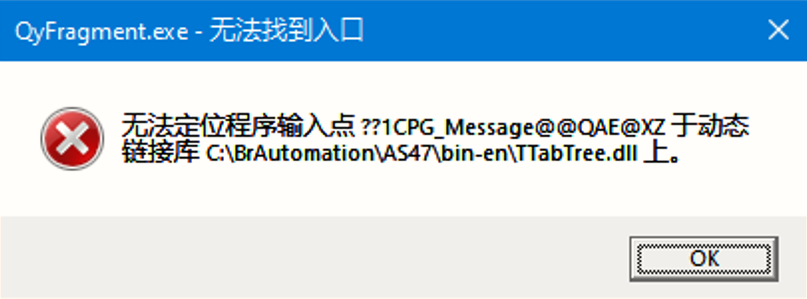 QyFragment.exe - 无法找到入口
无法定位程序输入点 ??1CPG_Message@@QAE@XZ 于动态
链接库 C:\BrAutomation\AS47\bin-en\TTabTree.dll 上。
OK